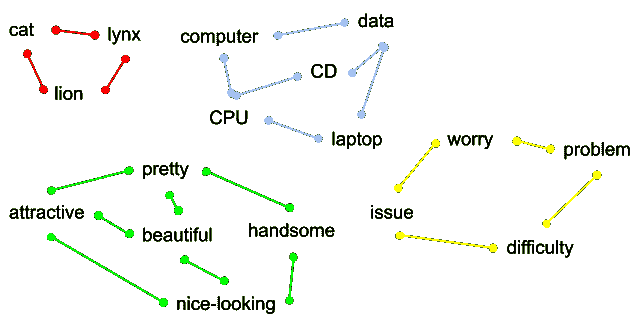 cat
lynx
lion
computer
data
CD
CPU
laptop
worry
problem
issue
difficulty
pretty
attractive
beautiful
handsome
nice-looking